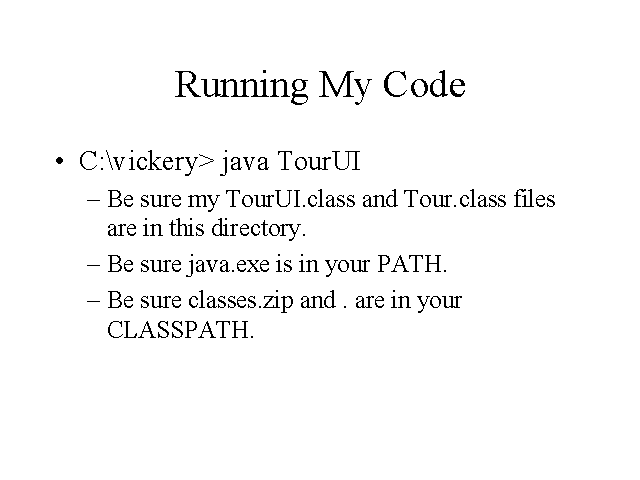 Running My Code
• C:\vickery> java TourUI
– Be sure my TourUI.class and Tour.class files
are in this directory.
– Be sure java.exe is in your PATH.
– Be sure classes.zip and . are in your
CLASSPATH.